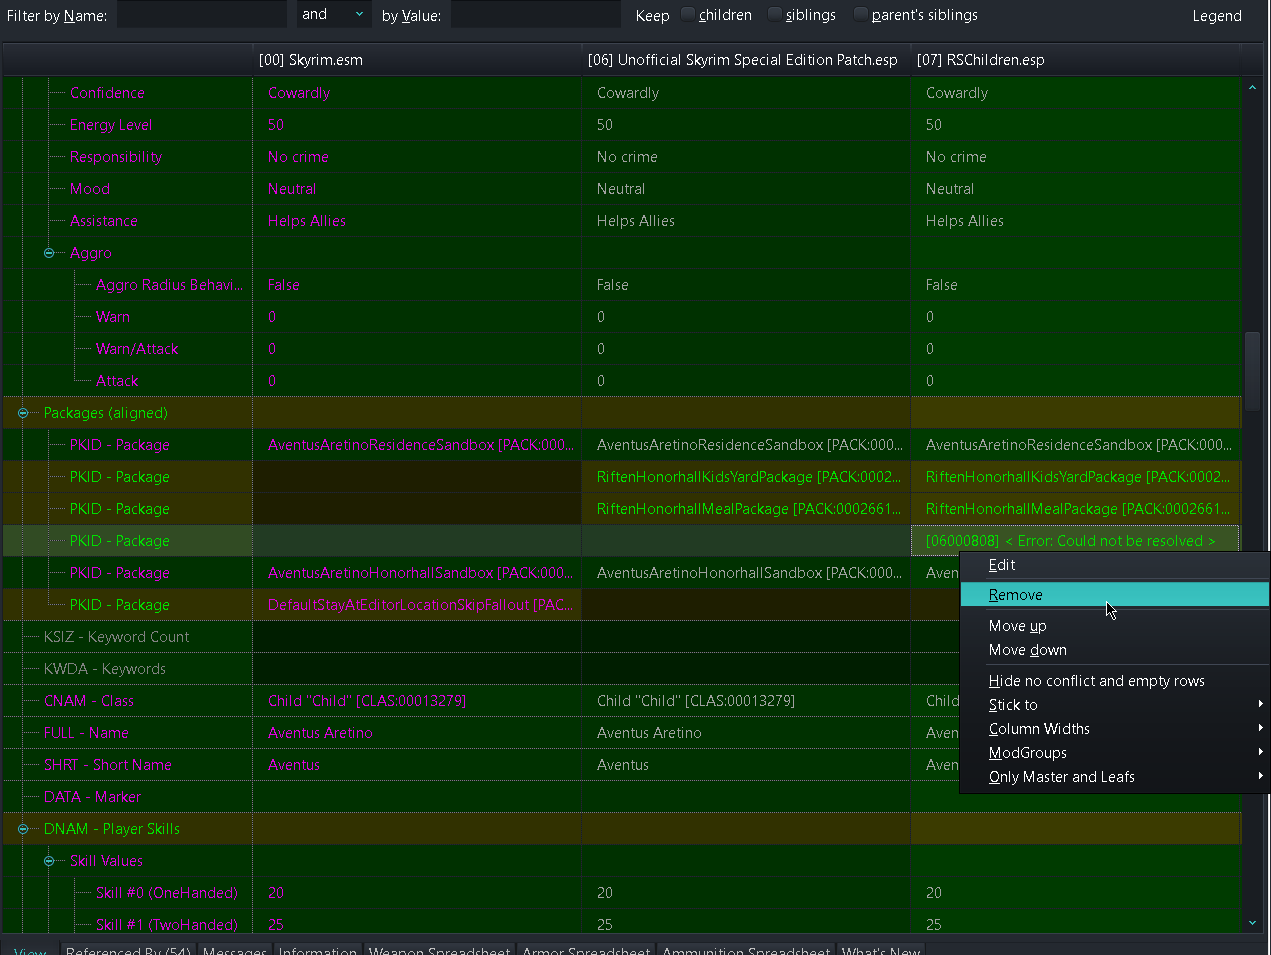 Filter by Name: and by Value: Keep children siblings parent's siblings Legend
[00] Skyrim.esm [06] Unofficial Skyrim Special Edition Patch.esp [07] RSChildren.esp
Confidence Cowardly Cowardly Cowardly
Energy Level 50 50 50
Responsibility No crime No crime No crime
Mood Neutral Neutral Neutral
Assistance Helps Allies Helps Allies Helps Allies
Aggro
Aggro Radius Behavi... False False False
Warn 0 0 0
Warn/Attack 0 0 0
Attack 0 0 0
Packages (aligned)
PKID - Package AventusAretinoResidenceSandbox [PACK:000... AventusAretinoResidenceSandbox [PACK:000... AventusAretinoResidenceSandbox [PACK:000...
PKID - Package RiftenHonorhallKidsYardPackage [PACK:0002... RiftenHonorhallKidsYardPackage [PACK:0002...
PKID - Package RiftenHonorhallMealPackage [PACK:0002661... RiftenHonorhallMealPackage [PACK:0002661...
PKID - Package [06000808] < Error: Could not be resolved >
PKID - Package AventusAretinoHonorhallSandbox [PACK:000... AventusAretinoHonorhallSandbox [PACK:000... Aven
PKID - Package DefaultStayAtEditorLocationSkipFallout [PAC...
KSIZ - Keyword Count
KWDA - Keywords
CNAM - Class Child "Child" [CLAS:00013279] Child "Child" [CLAS:00013279] Child
FULL - Name Aventus Aretino Aventus Aretino Aven
SHRT - Short Name Aventus Aventus Aven
DATA - Marker
DNAM - Player Skills
Skill Values
Skill #0 (OneHanded) 20 20 20
Skill #1 (TwoHanded) 25 25 25
Edit
Remove
Move up
Move down
Hide no conflict and empty rows
Stick to
Column Widths
ModGroups
Only Master and Leafs
View Referenced By (54) Messages Information Weapon Spreadsheet Armor Spreadsheet Ammunition Spreadsheet What's New